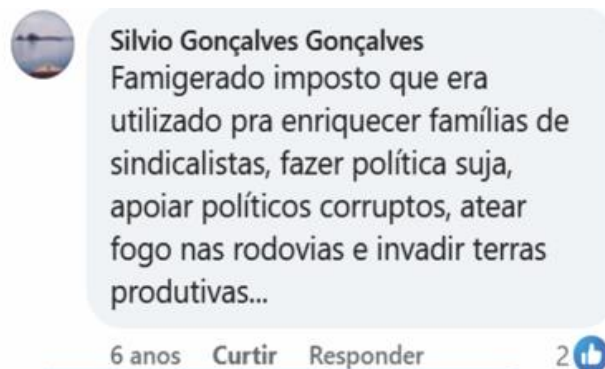 Silvio Gonçalves Gonçalves
Famigerado imposto que era
utilizado pra enriquecer famílias de
sindicalistas, fazer política suja,
apoiar políticos corruptos, atear
fogo nas rodovias e invadir terras
produtivas...
6 anos Curtir Responder 2